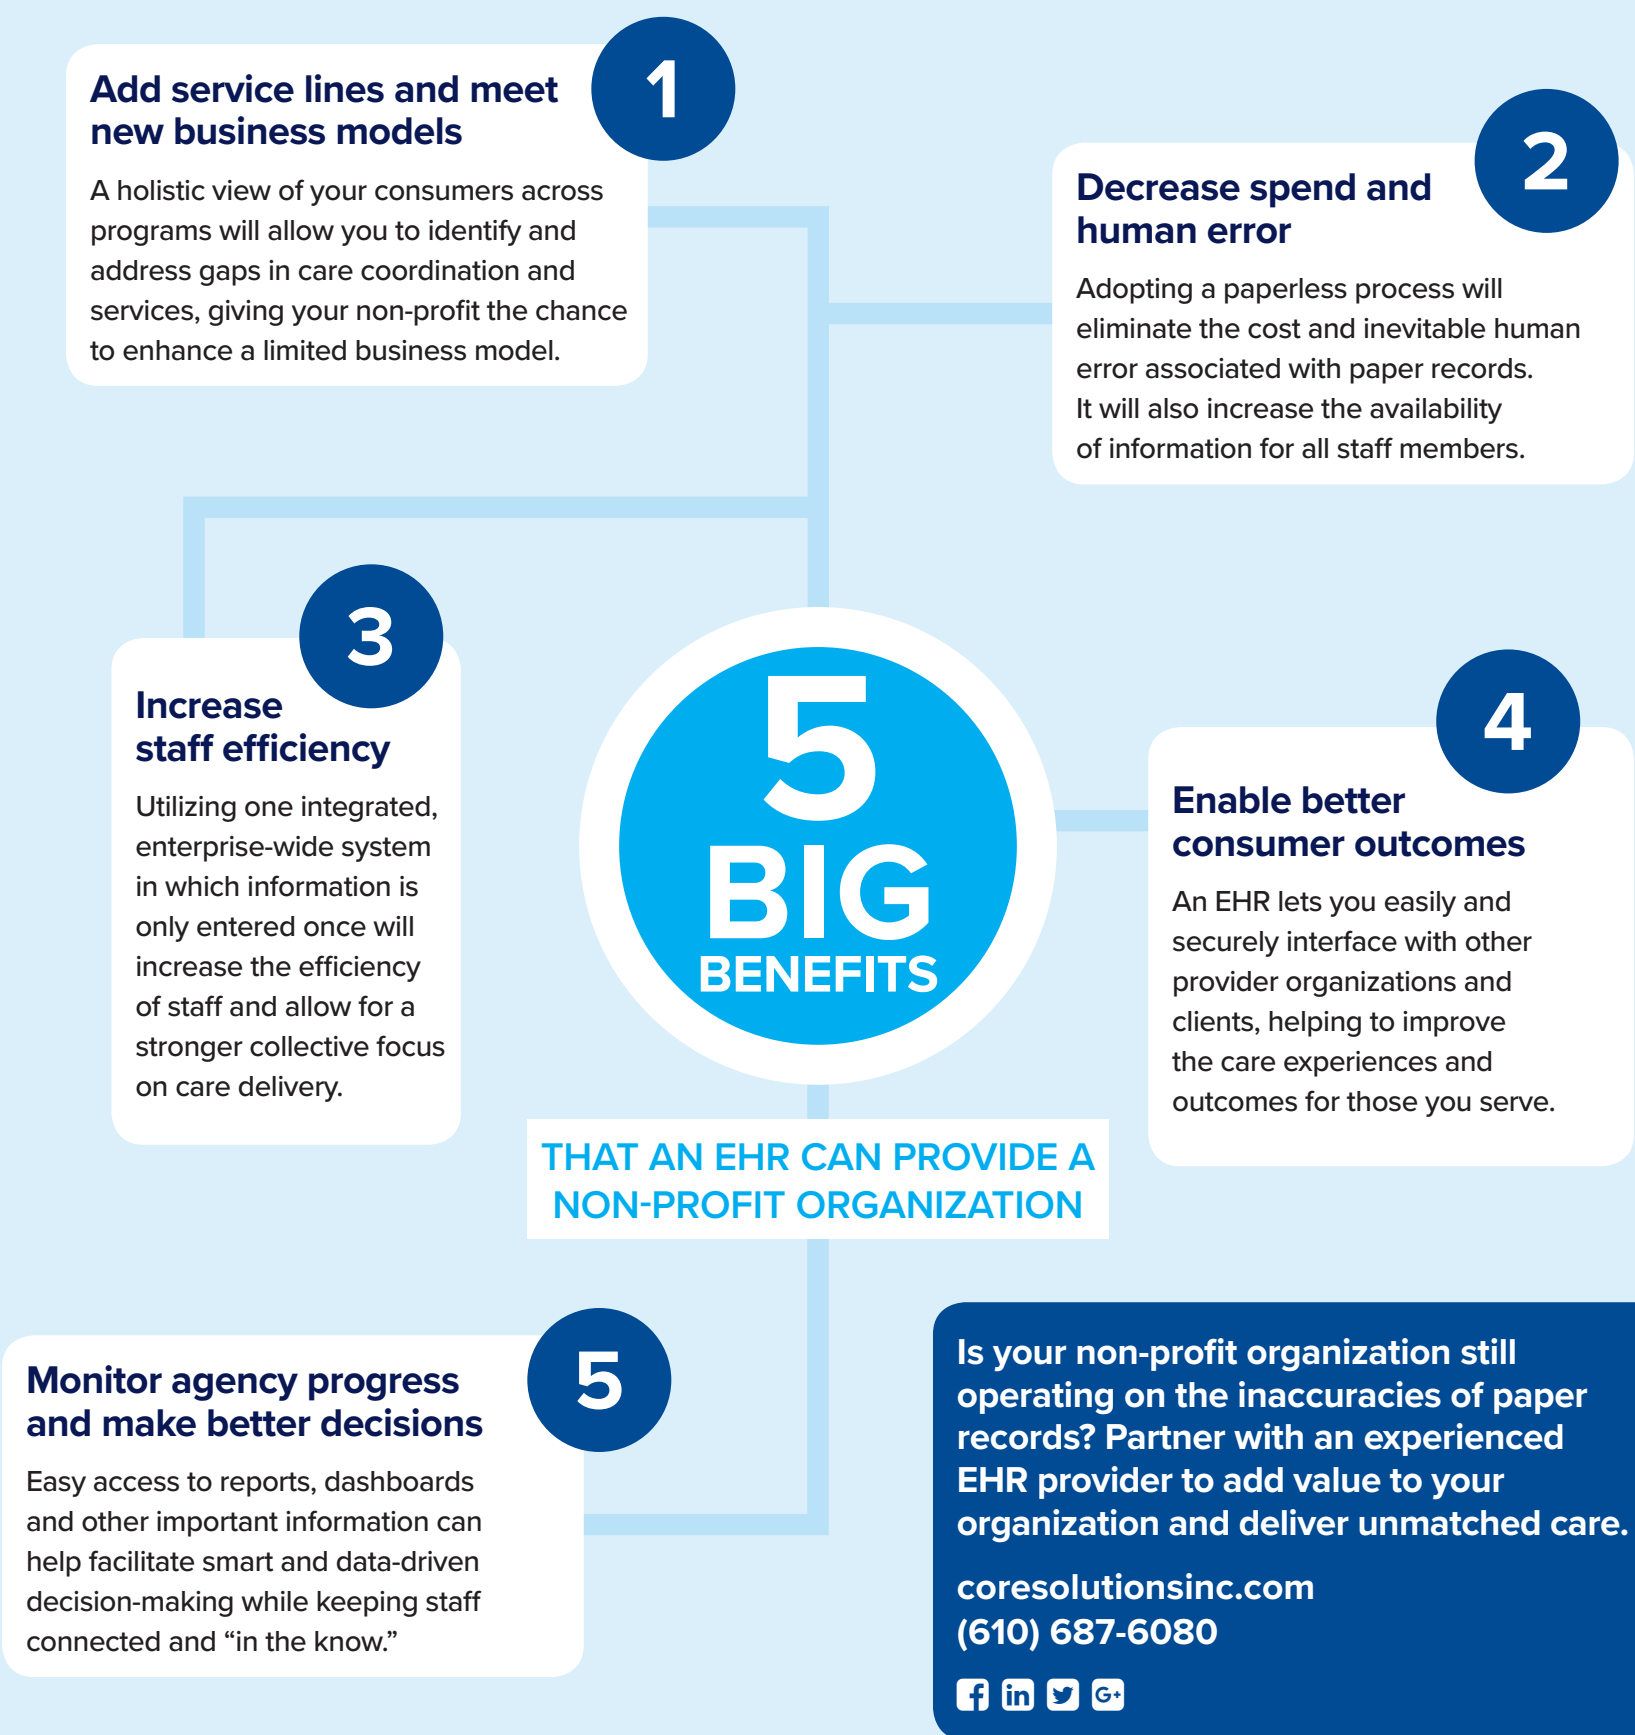 1
Add service lines and meet
new business models
A holistic view of your consumers across
programs will allow you to identify and
address gaps in care coordination and
services, giving your non-profit the chance
to enhance a limited business model.
2
Decrease spend and
human error
Adopting a paperless process will
eliminate the cost and inevitable human
error associated with paper records.
It will also increase the availability
of information for all staff members.
3
Increase
staff efficiency
Utilizing one integrated,
enterprise-wide system
in which information is
only entered once will
increase the efficiency
of staff and allow for a
stronger collective focus
on care delivery.
5
BIG
BENEFITS
THAT AN EHR CAN PROVIDE A
NON-PROFIT ORGANIZATION
4
Enable better
consumer outcomes
An EHR lets you easily and
securely interface with other
provider organizations and
clients, helping to improve
the care experiences and
outcomes for those you serve.
5
Monitor agency progress
and make better decisions
Easy access to reports, dashboards
and other important information can
help facilitate smart and data-driven
decision-making while keeping staff
connected and “in the know.”
Is your non-profit organization still
operating on the inaccuracies of paper
records? Partner with an experienced
EHR provider to add value to your
organization and deliver unmatched care.
coresolutionsinc.com
(610) 687-6080
f in G+